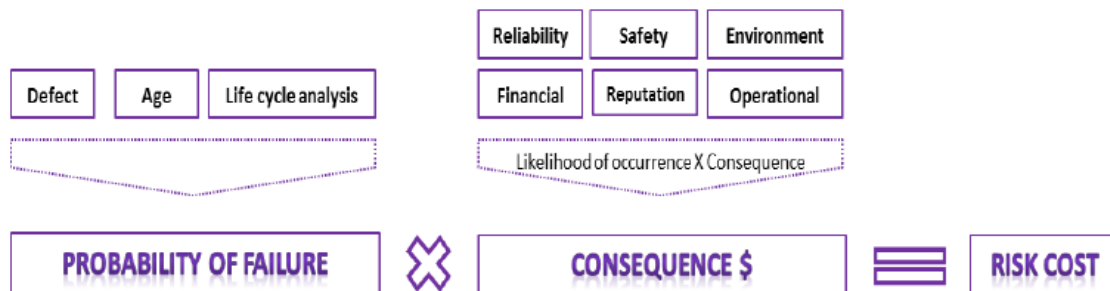 Reliability Safety Environment
Defect Age Life cycle analysis Financial Reputation Operational
Likelihood of occurrence X Consequence
PROBABILITY OF FAILURE CONSEQUENCE $ RISK COST